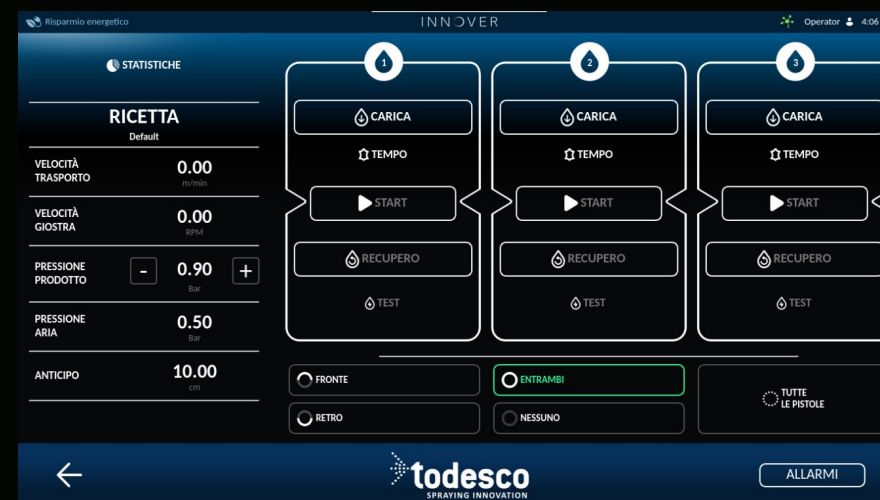 Risparmio energetico
INNOVER
Operator
4:06
STATISTICHE
RICETTA
Default
VELOCITÀ
TRASPORTO
0.00
m/min
VELOCITÀ
GIOSTRA
0.00
RPM
PRESSIONE
PRODOTTO
-
0.90
+
Bar
PRESSIONE
ARIA
0.50
Bar
ANTICIPO
10.00
cm
1
CARICA
TEMPO
START
RECUPERO
TEST
2
CARICA
TEMPO
START
RECUPERO
TEST
3
CARICA
TEMPO
START
RECUPERO
TEST
FRONTE
ENTRAMBI
RETRO
NESSUNO
TUTTE
LE PISTOLE
todesco
SPRAYING INNOVATION
ALLARMI